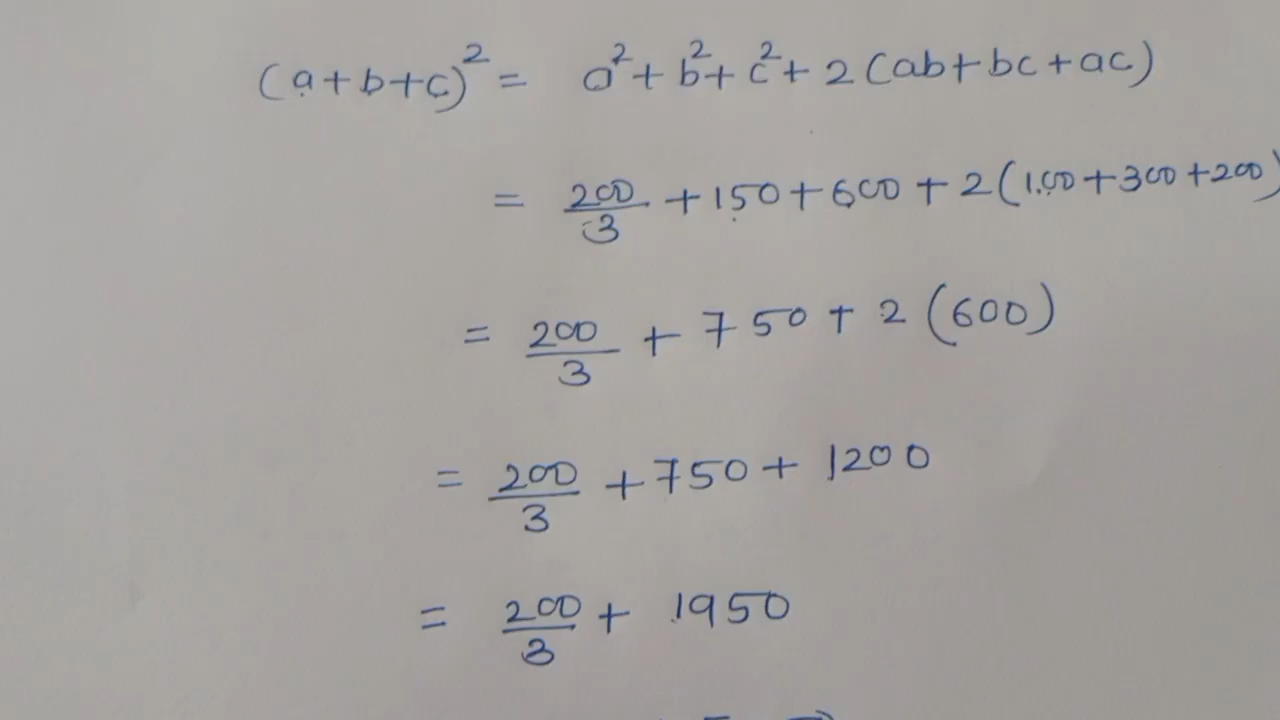 (a+b+c)² = a²+b²+c²+2(ab+bc+ac)
= 200/3 +150+600+2(100+300+200)
= 200/3 + 750+2(600)
= 200/3 +750+ 1200
= 200/3 + 1950